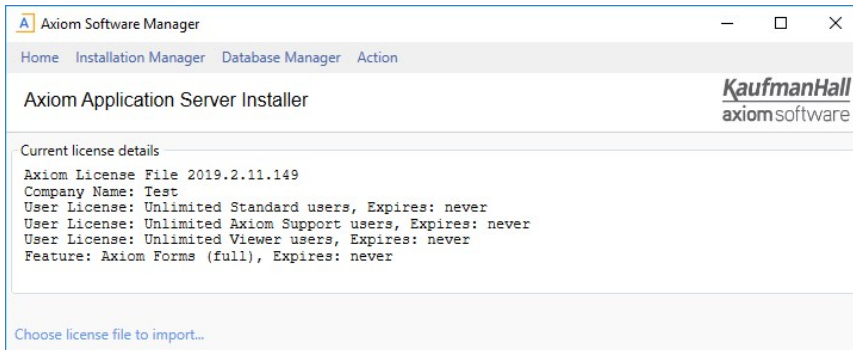 A Axiom Software Manager
Home Installation Manager Database Manager Action
Axiom Application Server Installer
KaufmanHall
axiomsoftware
Current license details
Axiom License File 2019.2.11.149
Company Name: Test
User License: Unlimited Standard users, Expires: never
User License: Unlimited Axiom Support users, Expires: never
User License: Unlimited Viewer users, Expires: never
Feature: Axiom Forms (full), Expires: never
Choose license file to import...